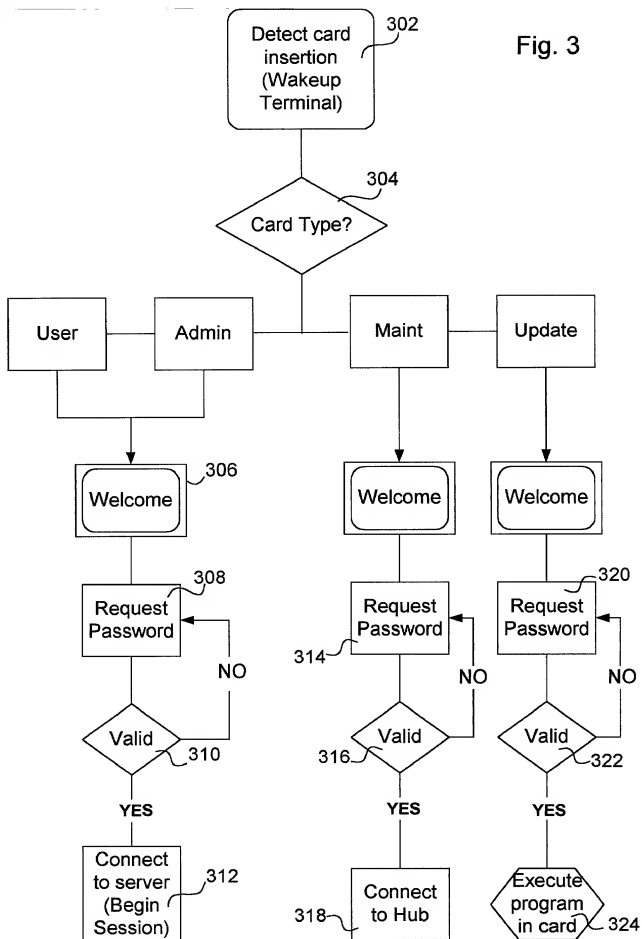 Fig. 3
Detect card
insertion
(Wakeup
Terminal)
302
Card Type?
304
User
Admin
Maint
Update
Welcome
306
Welcome
Welcome
Request
Password
308
NO
Request
Password
314
NO
Request
Password
320
NO
Valid
310
Valid
316
Valid
322
YES
YES
YES
Connect
to server
(Begin
Session)
312
Connect
to Hub
318
Execute
program
in card
324